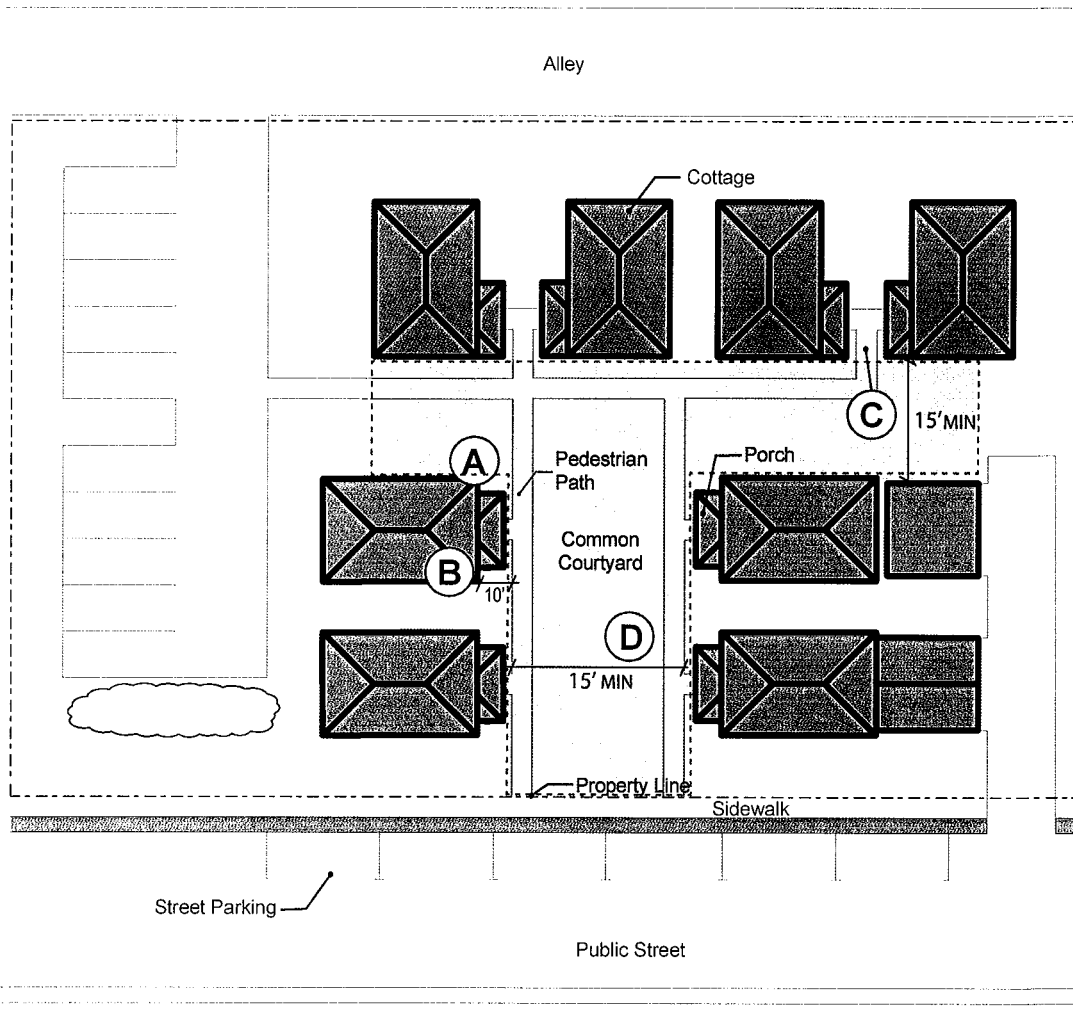 Alley
Cottage
C
15' MIN
A
Pedestrian
Path
Porch
Common
Courtyard
B
10'
D
15' MIN
Property Line
Sidewalk
Street Parking
Public Street